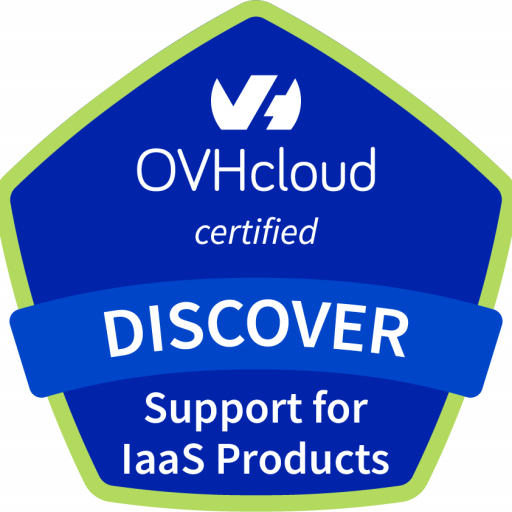 OVHcloud
certified
DISCOVER
Support for
IaaS Products